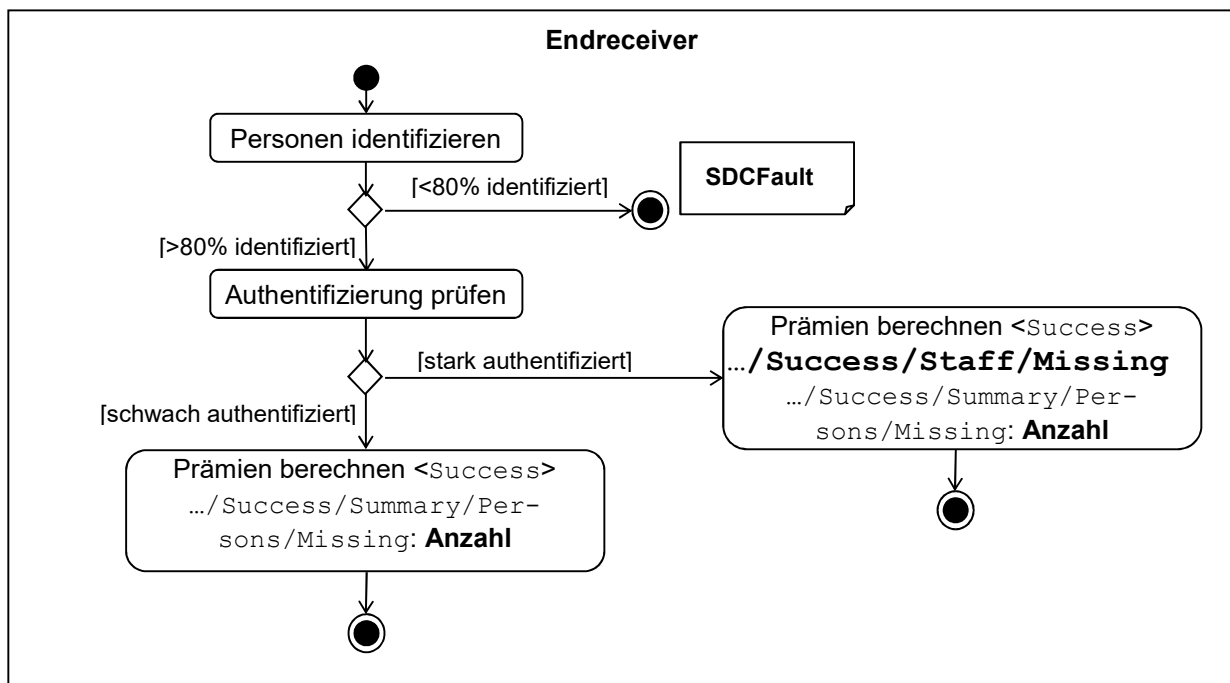 Endreceiver
Personen identifizieren
⌈<80% identifiziert⌉
SDCFault
⌈>80% identifiziert⌉
Authentifizierung prüfen
⌈stark authentifiziert⌉
Prämien berechnen <Success>
…/Success/Staff/Missing
…/Success/Summary/Per-
sons/Missing: Anzahl
⌈schwach authentifiziert⌉
Prämien berechnen <Success>
…/Success/Summary/Per-
sons/Missing: Anzahl